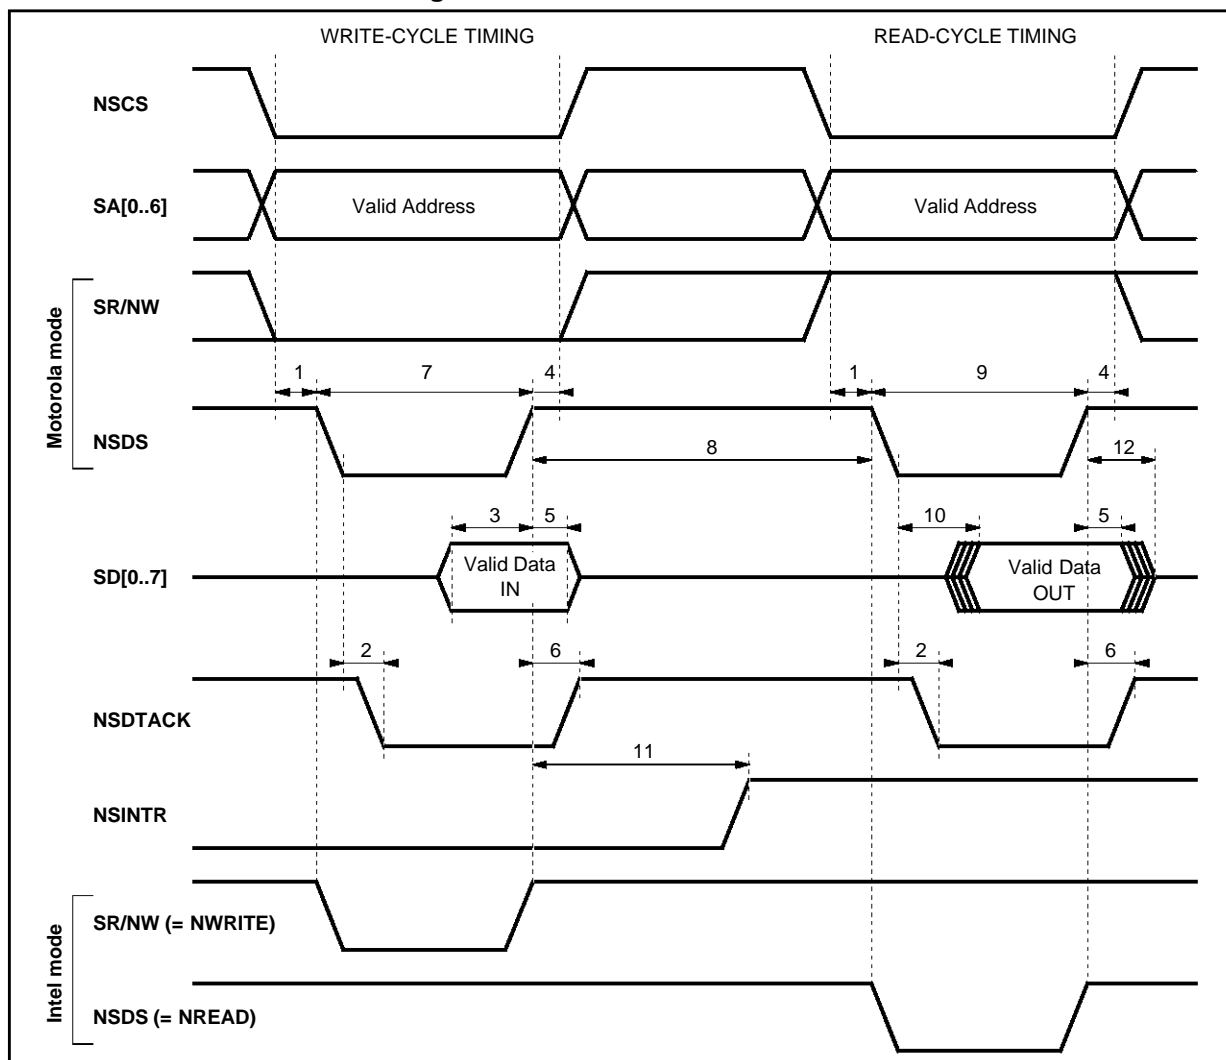 WRITE-CYCLE TIMING
READ-CYCLE TIMING
NSCS
SA[0..6]
Valid Address
Valid Address
Motorola mode
SR/NW
1
7
4
1
9
4
NSDS
8
12
3
5
10
5
SD[0..7]
Valid Data
IN
Valid Data
OUT
2
6
2
6
NSDTACK
11
NSINTR
Intel mode
SR/NW (= NWRITE)
NSDS (= NREAD)